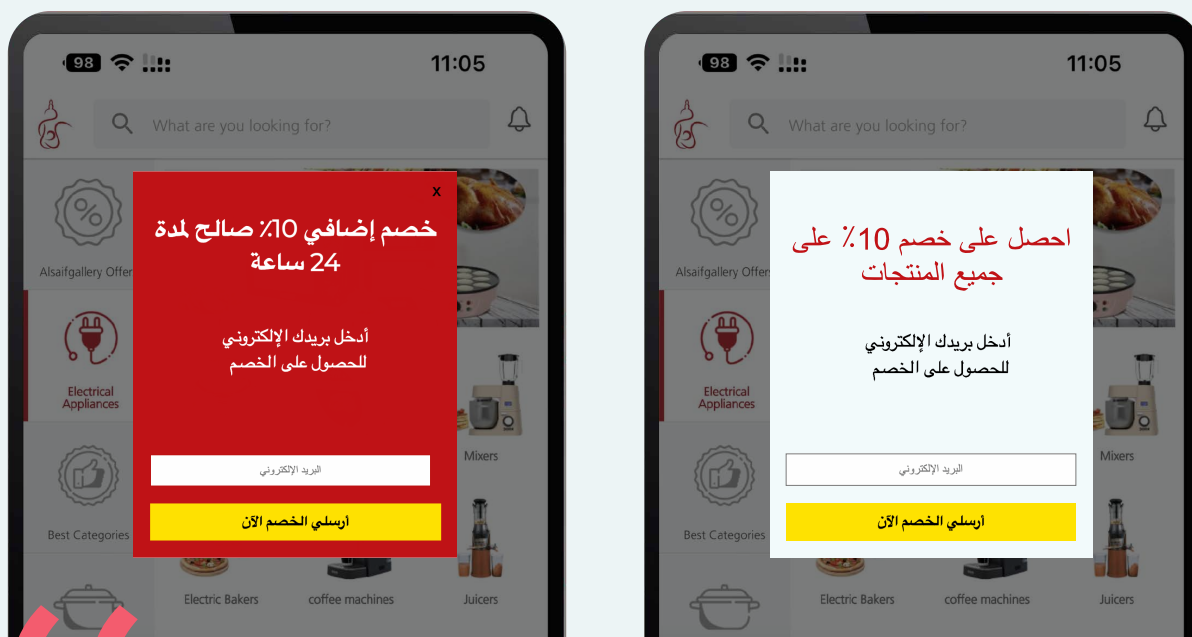 98
11:05
What are you looking for?
Alsaifgallery Offer
Electrical
Appliances
Best Categories
x
خصم إضافي 10٪ صالح لمدة
24 ساعة
أدخل بريدك الإلكتروني
للحصول على الخصم
البريد الإلكتروني
أرسلي الخصم الآن
Mixers
Electric Bakers
coffee machines
Juicers
98
11:05
What are you looking for?
Alsaifgallery Offers
Electrical
Appliances
Best Categories
احصل على خصم 10٪ على
جميع المنتجات
أدخل بريدك الإلكتروني
للحصول على الخصم
البريد الإلكتروني
أرسلي الخصم الآن
Mixers
Electric Bakers
coffee machines
Juicers